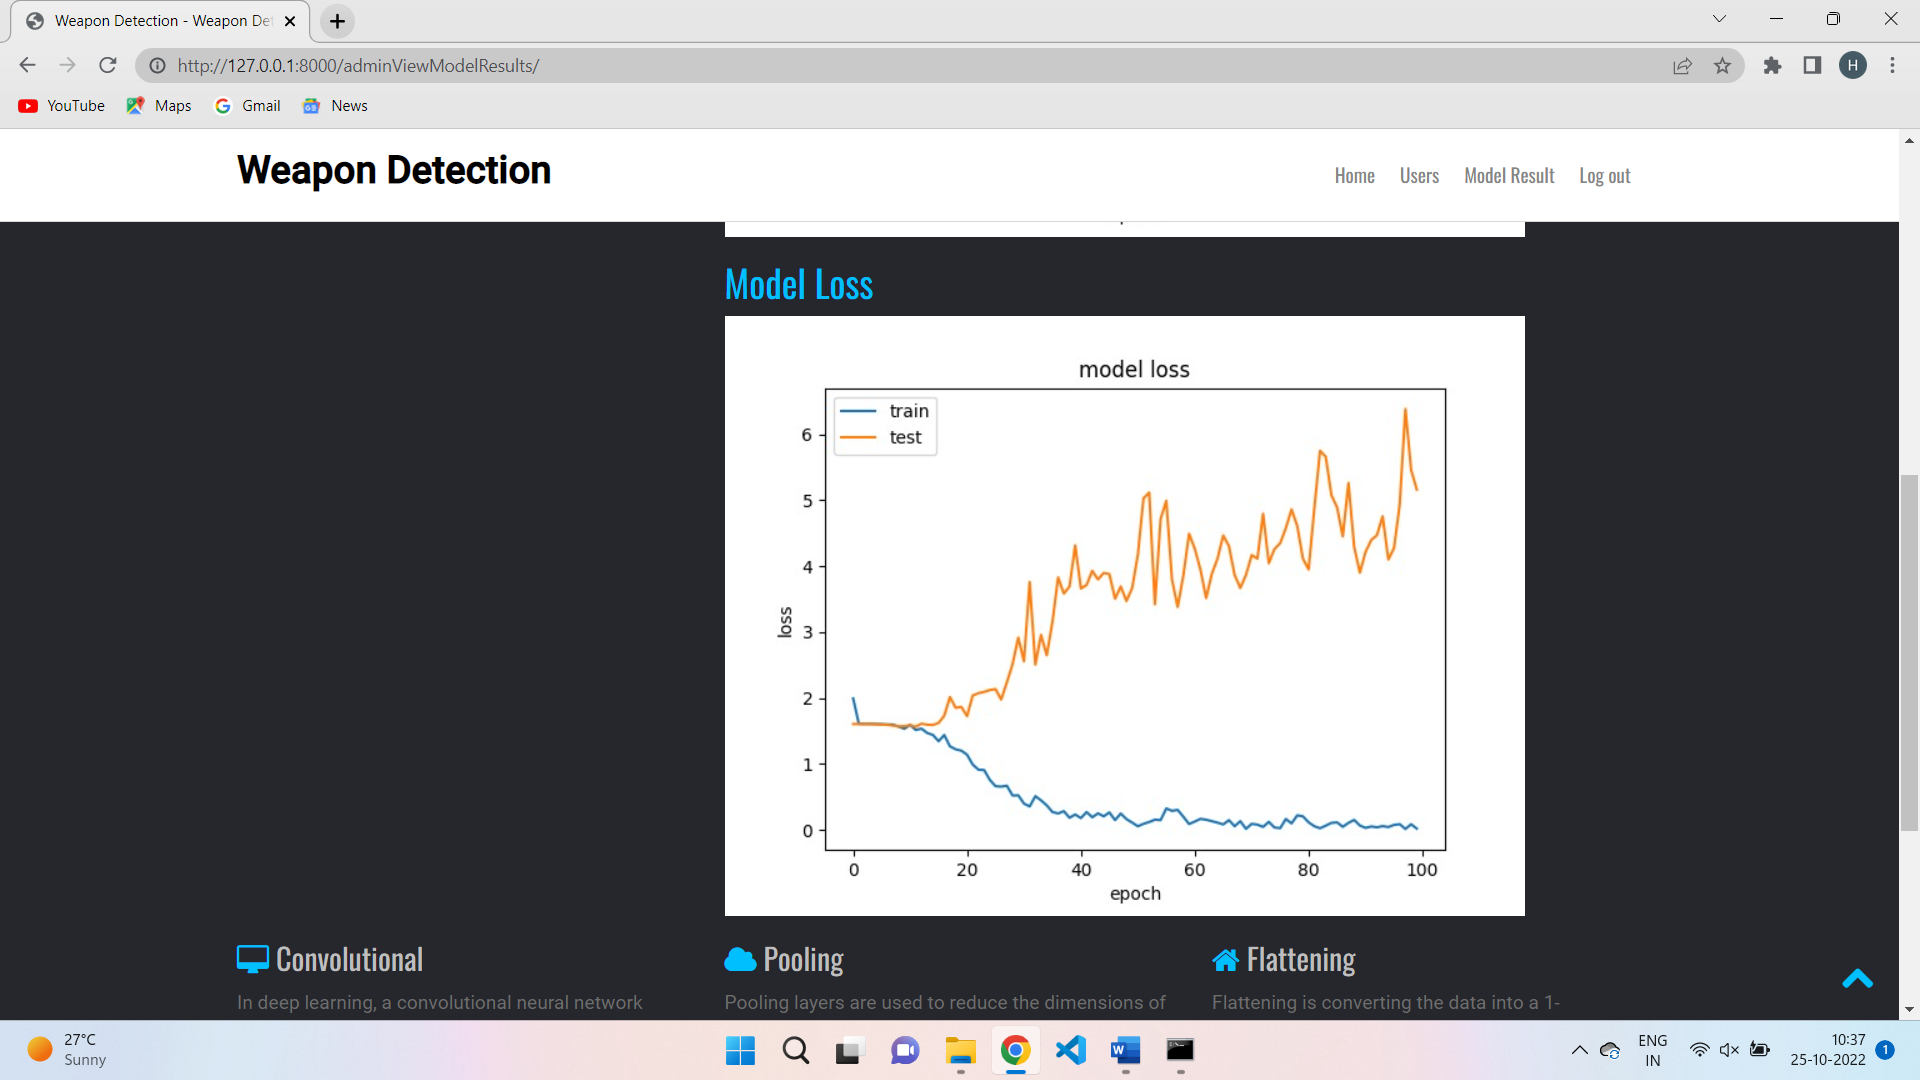 Weapon Detection - Weapon De
http://127.0.0.1:8000/adminViewModelResults/
H
YouTube Maps Gmail News
Weapon Detection
Home Users Model Result Log out
Model Loss
model loss
train
test
6
5
4
3
2
1
0
loss
0 20 40 60 80 100
epoch
Convolutional
In deep learning, a convolutional neural network
Pooling
Pooling layers are used to reduce the dimensions of
Flattening
Flattening is converting the data into a 1-
27°C
Sunny
ENG
IN
10:37
25-10-2022
1